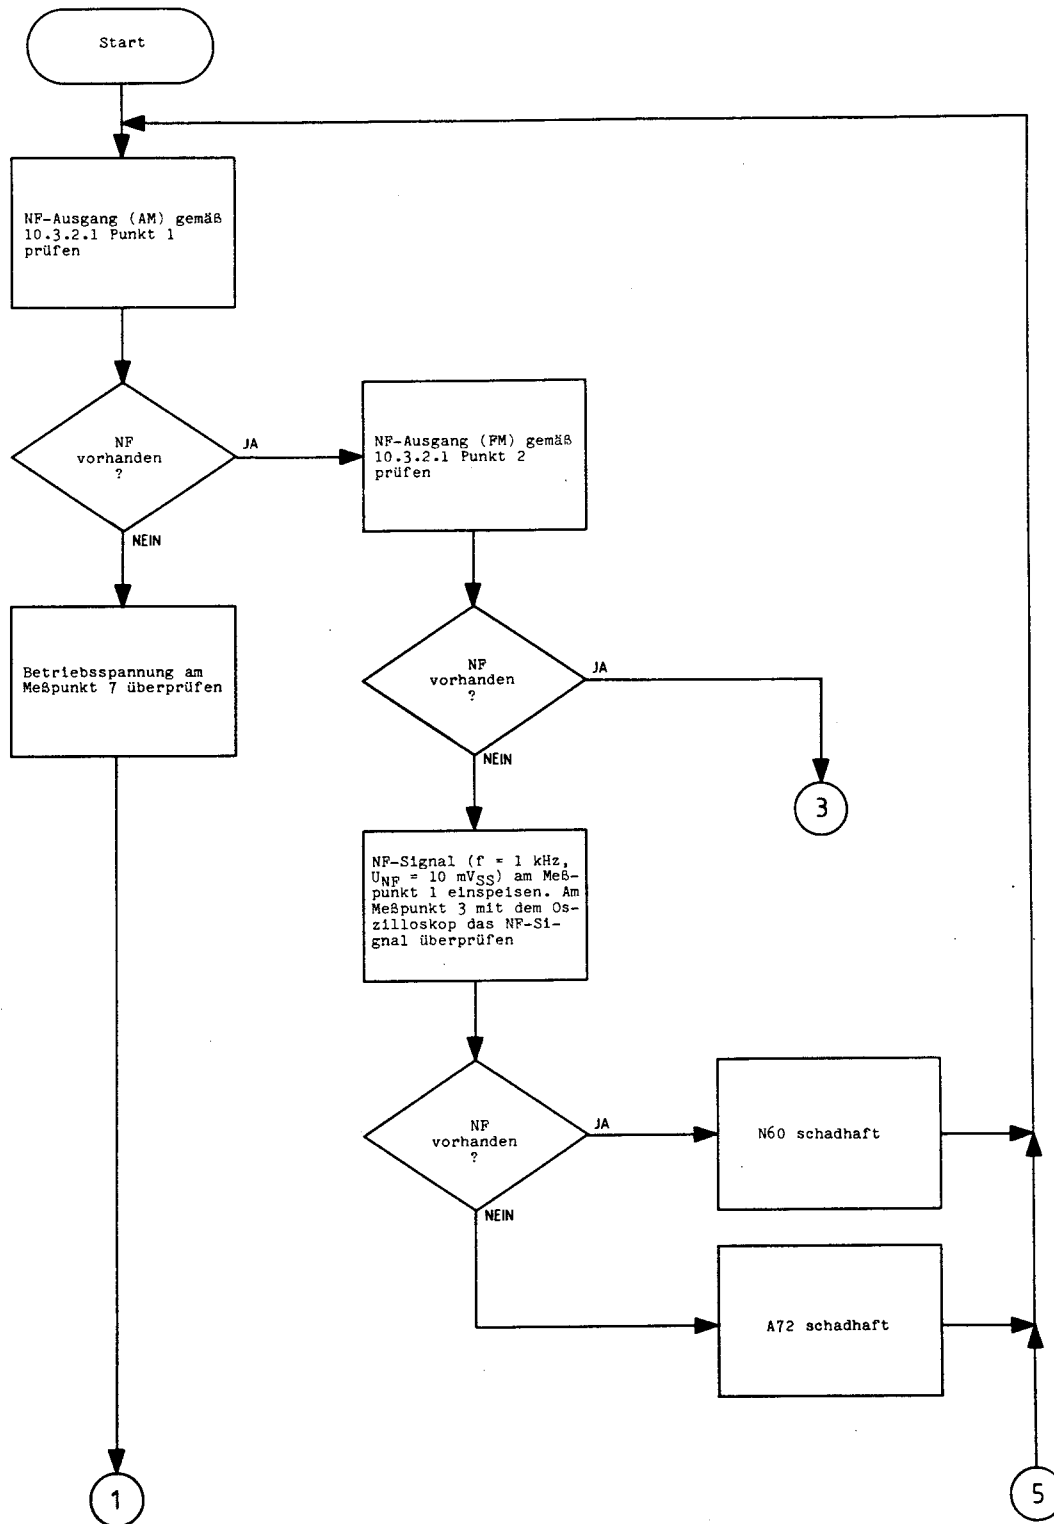 Start
NF-Ausgang (AM) gemäß
10.3.2.1 Punkt 1
prüfen
NF
vorhanden
?
JA
NEIN
NF-Ausgang (FM) gemäß
10.3.2.1 Punkt 2
prüfen
Betriebsspannung am
Meßpunkt 7 überprüfen
NF
vorhanden
?
JA
NEIN
3
NF-Signal (f = 1 kHz,
UNF = 10 mVSS) am Meß-
punkt 1 einspeisen. Am
Meßpunkt 3 mit dem Os-
zilloskop das NF-Si-
gnal überprüfen
NF
vorhanden
?
JA
NEIN
N60 schadhaft
A72 schadhaft
1
5